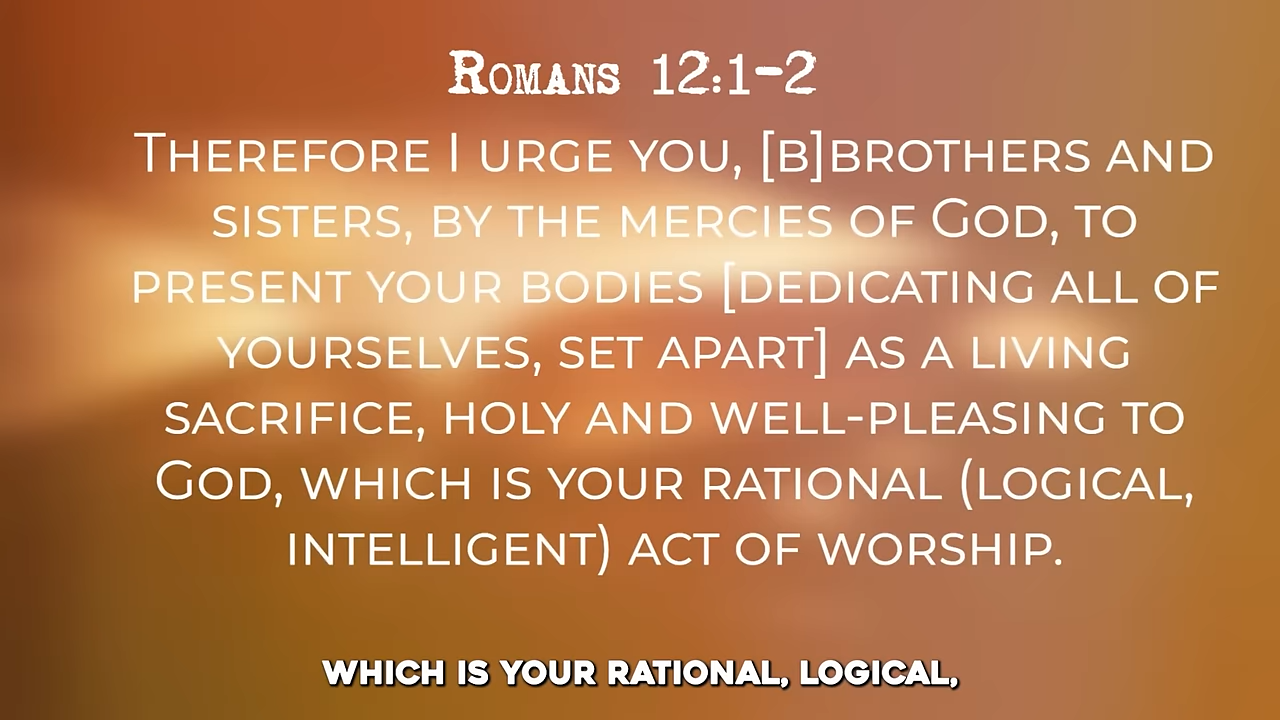 Romans 12:1-2
Therefore I urge you, [b]brothers and
sisters, by the mercies of God, to
present your bodies [dedicating all of
yourselves, set apart] as a living
sacrifice, holy and well-pleasing to
God, which is your rational (logical,
intelligent) act of worship.
WHICH IS YOUR RATIONAL, LOGICAL,